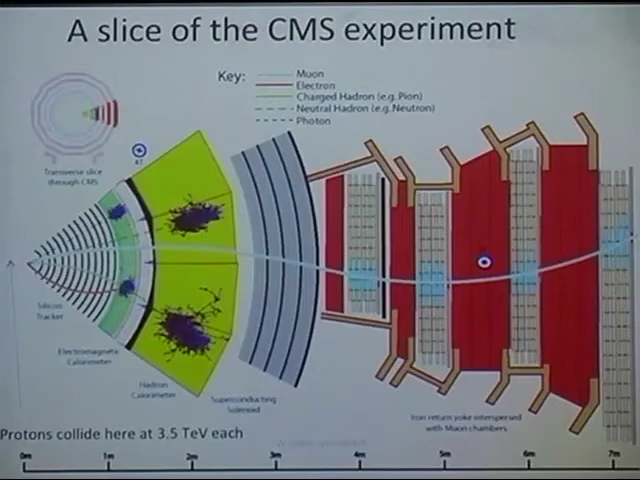 A slice of the CMS experiment
Key:
Muon
Electron
Charged Hadron (e.g. Pion)
Neutral Hadron (e.g. Neutron)
Photon
Transverse slice
through CMS
4T
Silicon
Tracker
Electromagnetic
Calorimeter
Hadron
Calorimeter
Superconducting
Solenoid
Iron return yoke interspersed
with Muon chambers
Protons collide here at 3.5 TeV each
0m 1m 2m 3m 4m 5m 6m 7m